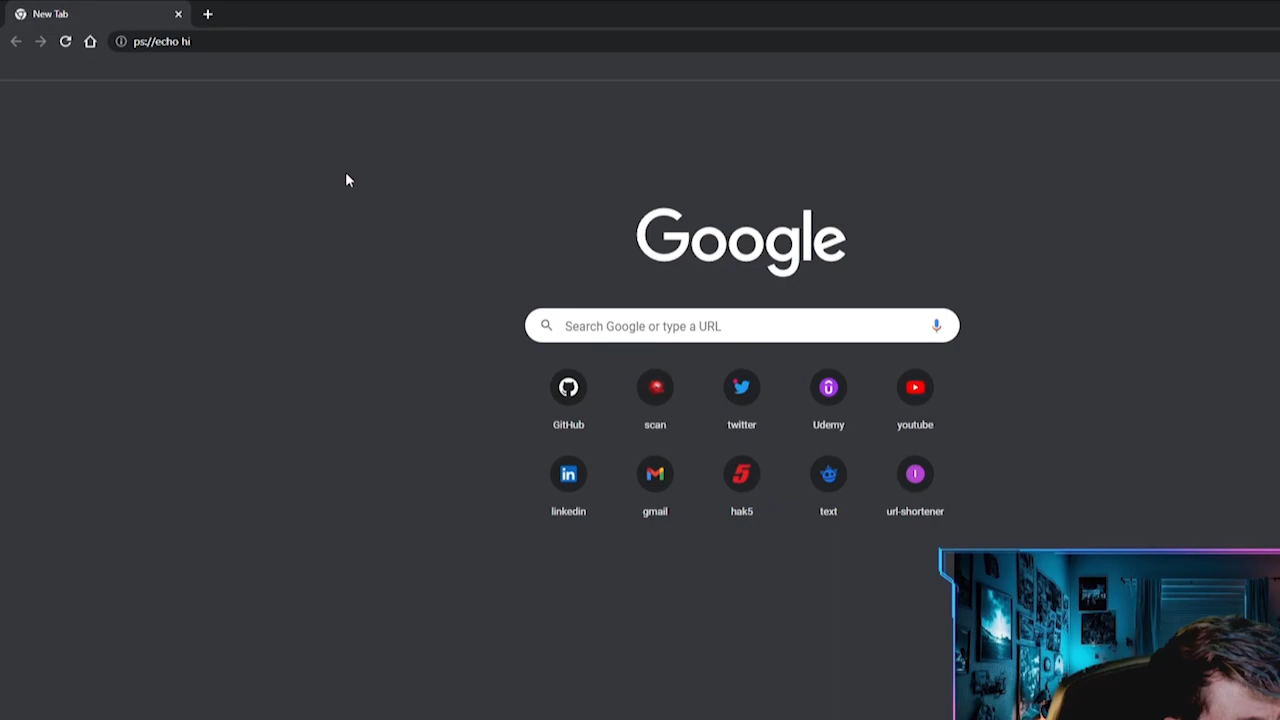 New Tab
ps://echo hi
Google
Search Google or type a URL
GitHub
scan
twitter
Udemy
youtube
linkedin
gmail
hak5
text
url-shortener